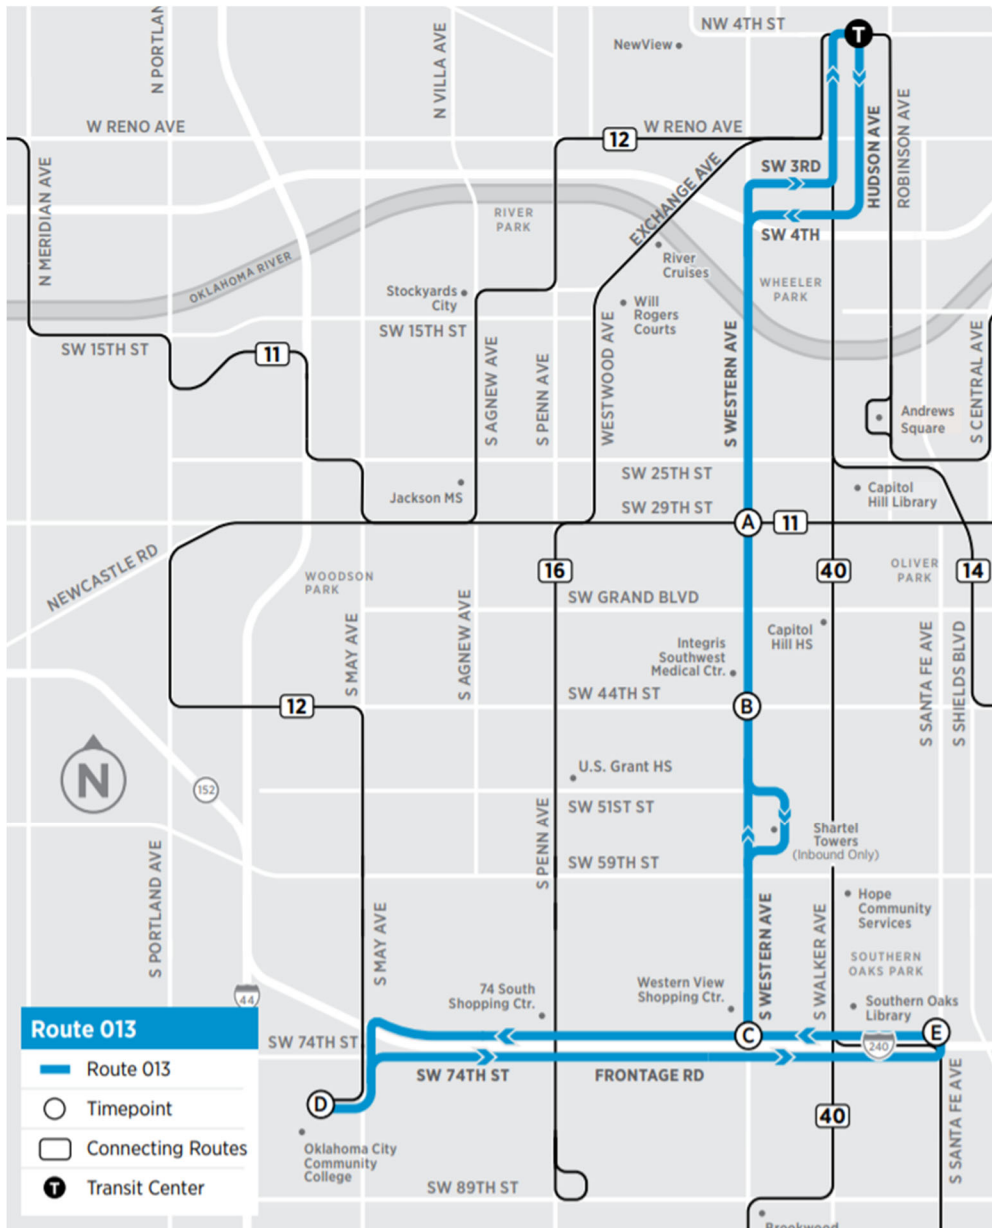 N PORTLAN
N VILLA AVE
NW 4TH ST
T
NewView
W RENO AVE
12
W RENO AVE
SW 3RD
HUDSON AVE
ROBINSON AVE
N MERIDIAN AVE
EXCHANGE AVE
RIVER
PARK
SW 4TH
OKLAHOMA RIVER
River
Cruises
WHEELER
PARK
Stockyards
City
Will
Rogers
Courts
SW 15TH ST
SW 15TH ST
11
S AGNEW AVE
S PENN AVE
WESTWOOD AVE
S WESTERN AVE
S CENTRAL AVE
Andrews
Square
SW 25TH ST
Jackson MS
Capitol
Hill Library
SW 29TH ST
A
11
NEWCASTLE RD
WOODSON
PARK
16
40
OLIVER
PARK
14
SW GRAND BLVD
S MAY AVE
S AGNEW AVE
Integris
Southwest
Medical Ctr.
Capitol
Hill HS
S SANTA FE AVE
S SHIELDS BLVD
SW 44TH ST
12
B
N
152
U.S. Grant HS
SW 51ST ST
S PENN AVE
Shartel
Towers
(Inbound Only)
SW 59TH ST
S PORTLAND AVE
S MAY AVE
S WESTERN AVE
S WALKER AVE
Hope
Community
Services
SOUTHERN
OAKS PARK
44
74 South
Shopping Ctr.
Western View
Shopping Ctr.
Southern Oaks
Library
Route 013
SW 74TH ST
C
E
240
Route 013
SW 74TH ST
FRONTAGE RD
S SANTA FE AVE
Timepoint
D
40
Connecting Routes
Oklahoma City
Community
College
T
Transit Center
SW 89TH ST
Brookwood